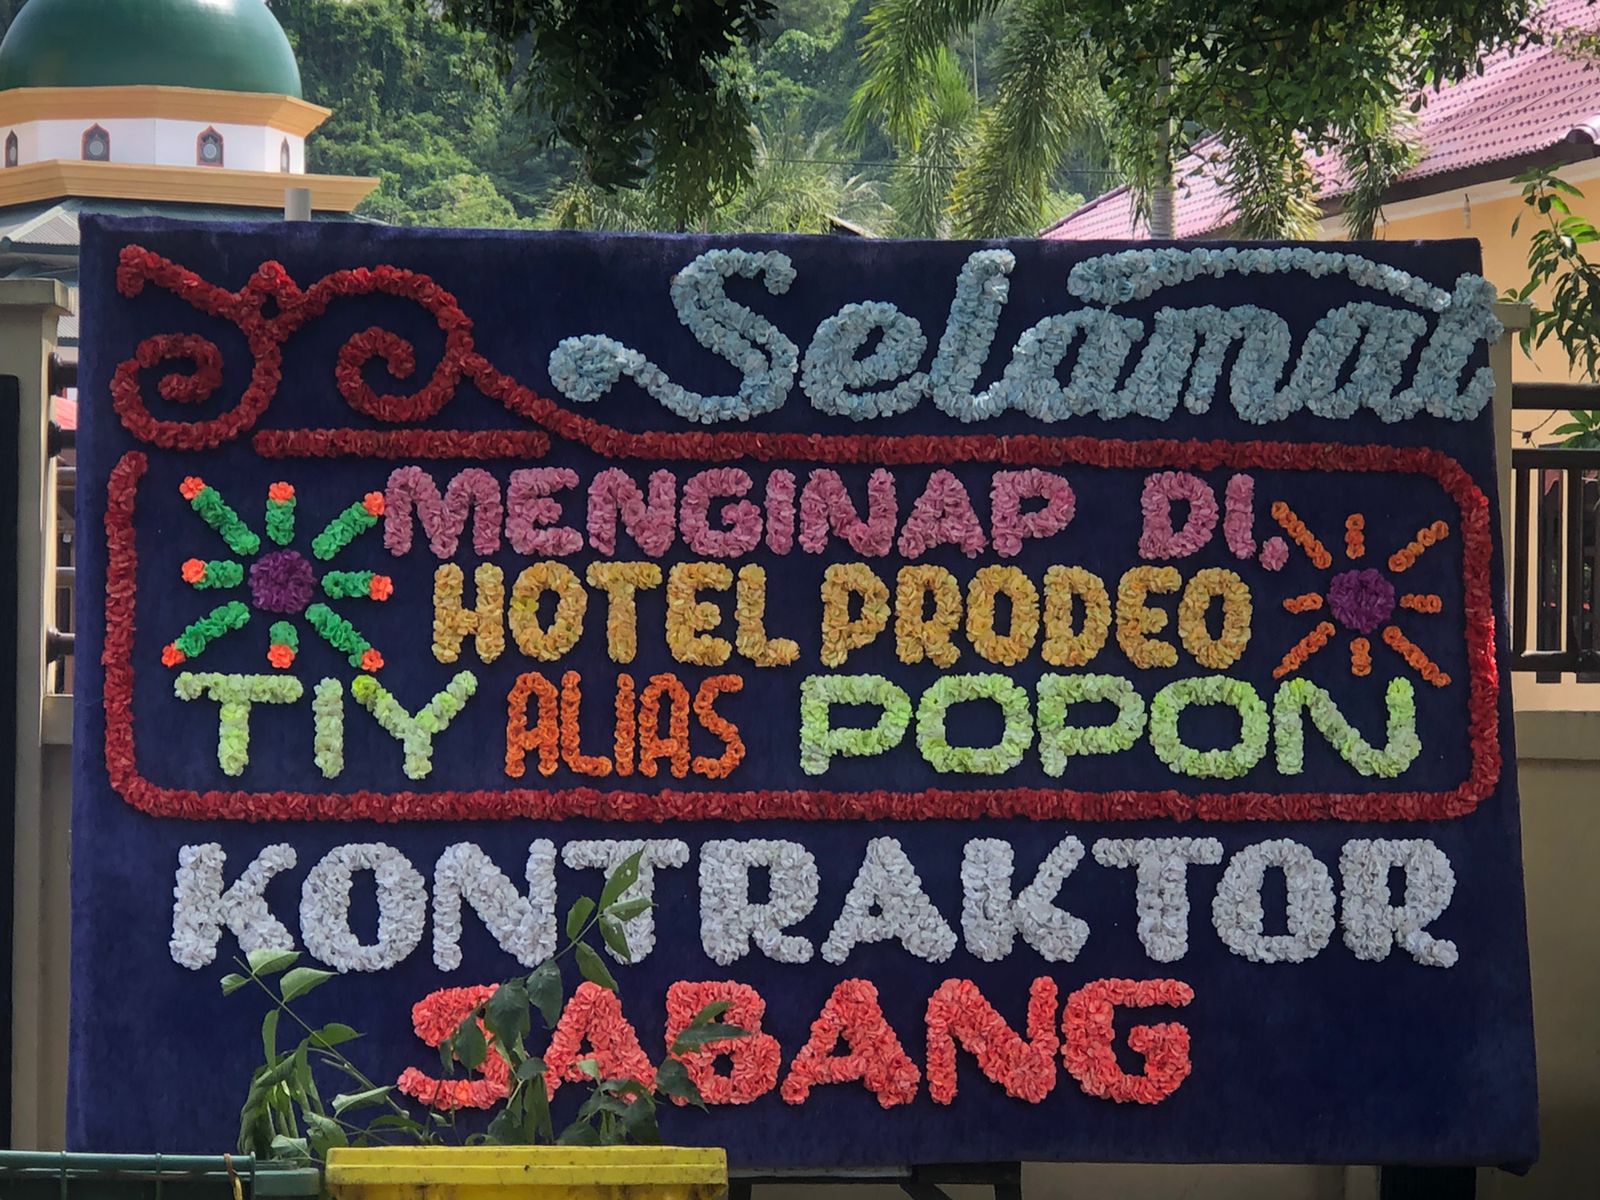 Selamat
MENGINAP DI,
HOTEL PRODEO
TIY ALIAS POPON
KONTRAKTOR
SABANG